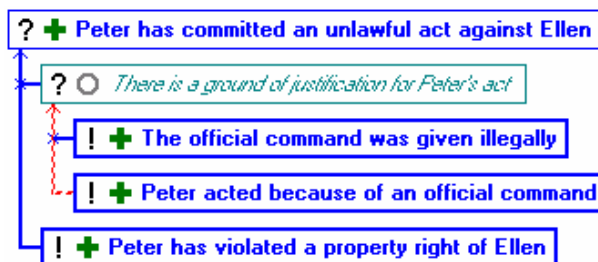 ? Peter has committed an unlawful act against Ellen
? There is a ground of justification for Peter's act
! The official command was given illegally
! Peter acted because of an official command
! Peter has violated a property right of Ellen